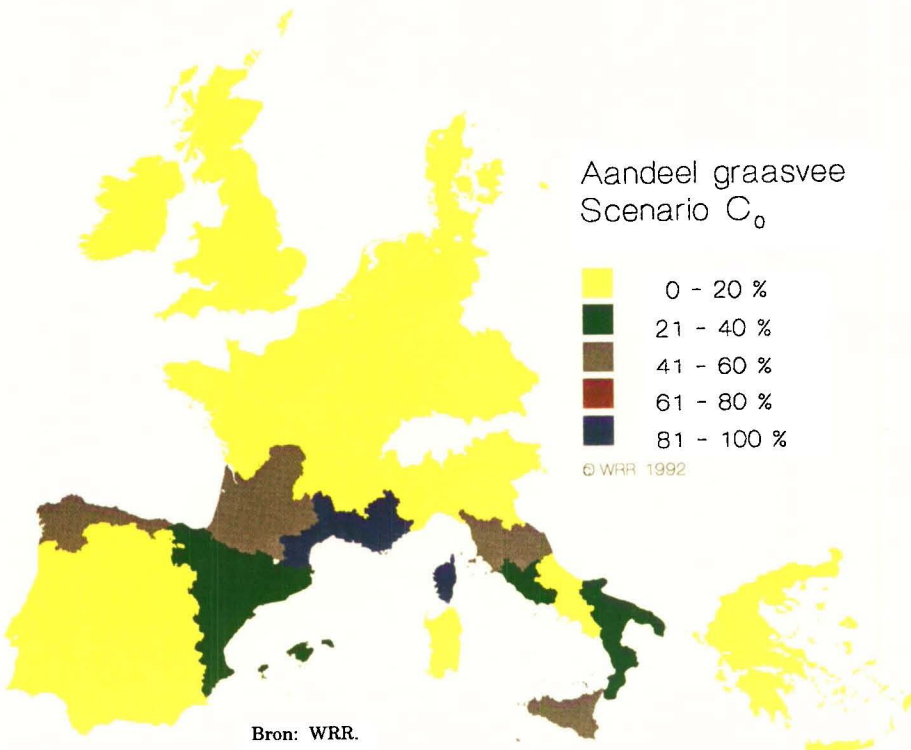 Aandeel graasvee
Scenario C₀
0 - 20 %
21 - 40 %
41 - 60 %
61 - 80 %
81 - 100 %
© WRR 1992
Bron: WRR.